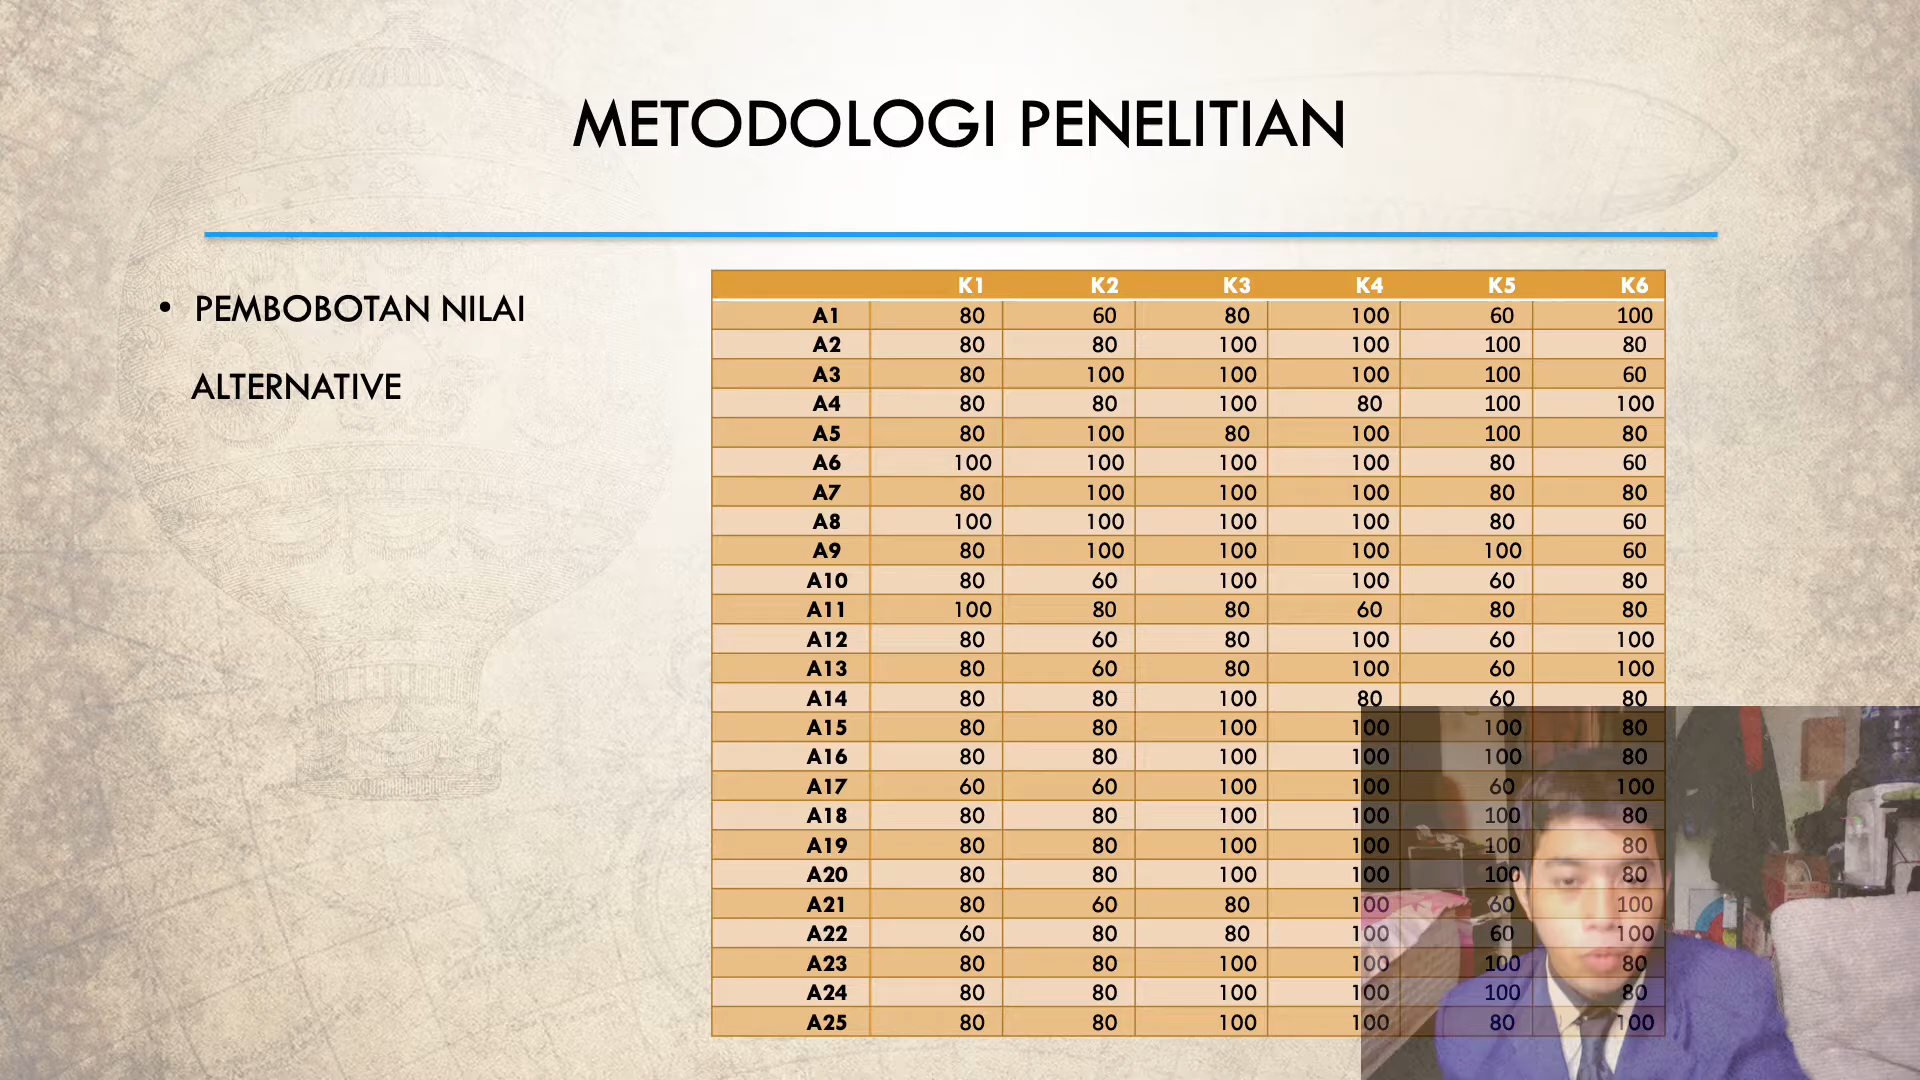 METODOLOGI PENELITIAN
• PEMBOBOTAN NILAI
ALTERNATIVE
K1 K2 K3 K4 K5 K6
A1 80 60 80 100 60 100
A2 80 80 100 100 100 80
A3 80 100 100 100 100 60
A4 80 80 100 80 100 100
A5 80 100 80 100 100 80
A6 100 100 100 100 80 60
A7 80 100 100 100 80 80
A8 100 100 100 100 80 60
A9 80 100 100 100 100 60
A10 80 60 100 100 60 80
A11 100 80 80 60 80 80
A12 80 60 80 100 60 100
A13 80 60 80 100 60 100
A14 80 80 100 80 60 80
A15 80 80 100 100 100 80
A16 80 80 100 100 100 80
A17 60 60 100 100 60 100
A18 80 80 100 100 100 80
A19 80 80 100 100 100 80
A20 80 80 100 100 100 80
A21 80 60 80 100 60 100
A22 60 80 80 100 60 100
A23 80 80 100 100 100 80
A24 80 80 100 100 100 80
A25 80 80 100 100 80 100